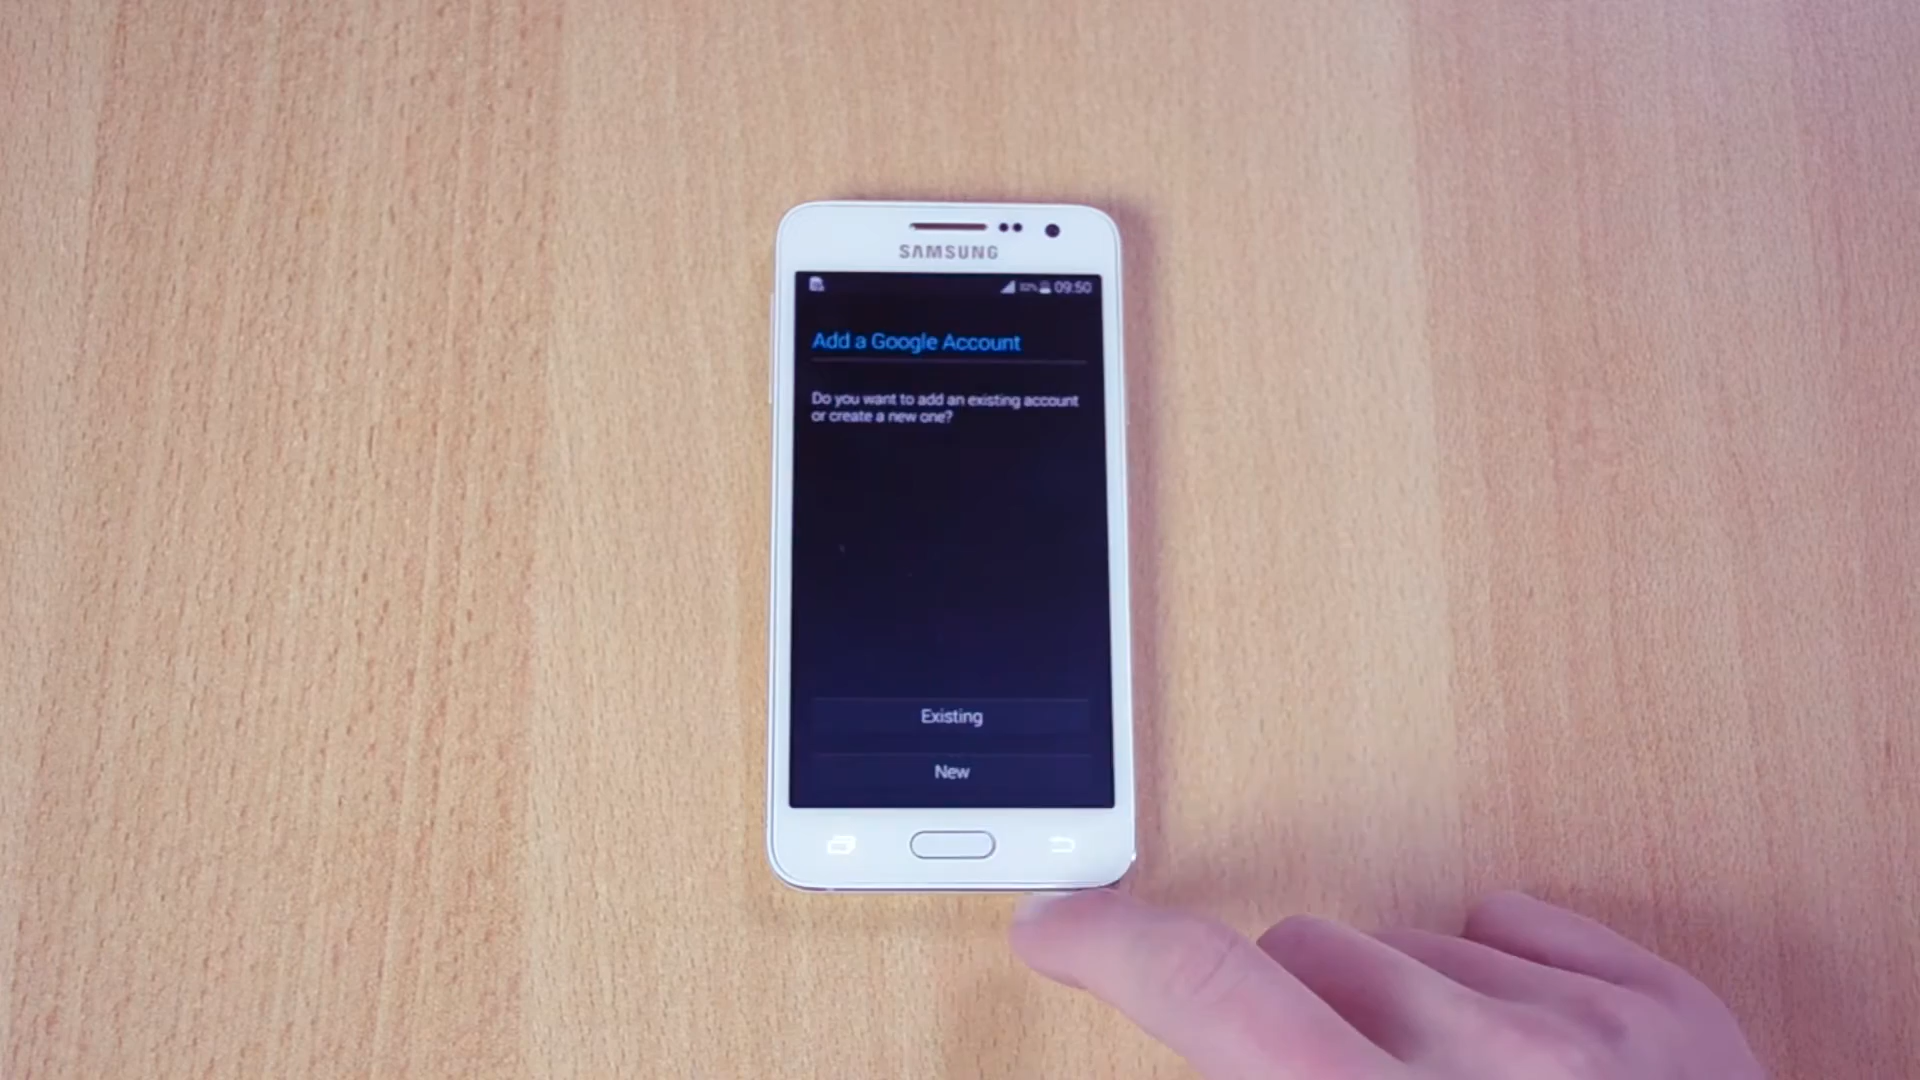 SAMSUNG
09:50
Add a Google Account
Do you want to add an existing account
or create a new one?
Existing
New